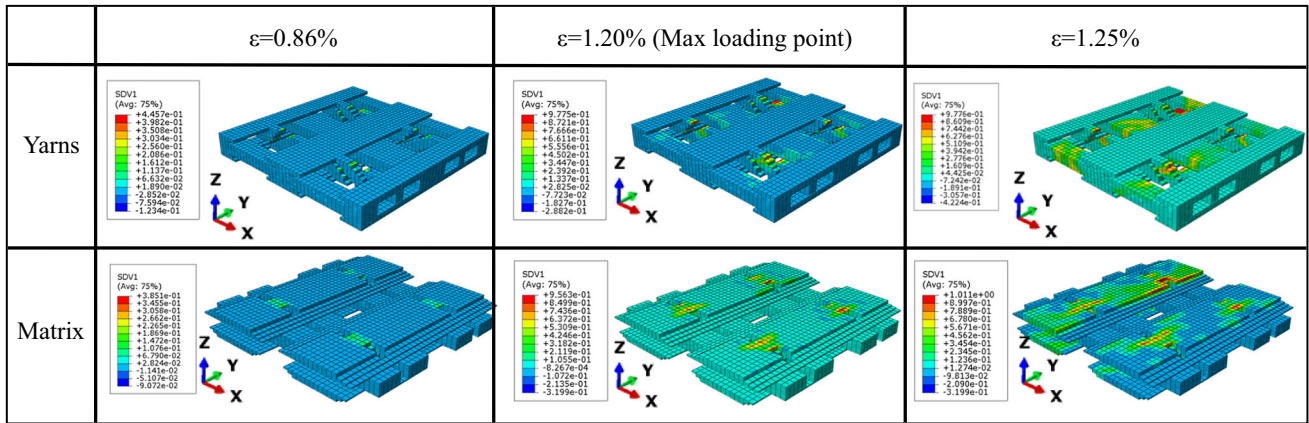 ε=0.86%
ε=1.20% (Max loading point)
ε=1.25%
Yarns
SDV1
(Avg: 75%)
+4.457e-01
+3.982e-01
+3.508e-01
+3.034e-01
+2.560e-01
+2.086e-01
+1.612e-01
+1.137e-01
+6.632e-02
+1.890e-02
-2.852e-02
-7.594e-02
-1.234e-01
Z
Y
X
SDV1
(Avg: 75%)
+9.775e-01
+8.721e-01
+7.666e-01
+6.611e-01
+5.556e-01
+4.502e-01
+3.447e-01
+2.392e-01
+1.337e-01
+2.825e-02
-7.723e-02
-1.827e-01
-2.882e-01
Z
Y
X
SDV1
(Avg: 75%)
+9.776e-01
+8.609e-01
+7.442e-01
+6.276e-01
+5.109e-01
+3.942e-01
+2.776e-01
+1.609e-01
+4.425e-02
-7.242e-02
-1.891e-01
-3.057e-01
-4.224e-01
Z
Y
X
Matrix
SDV1
(Avg: 75%)
+3.851e-01
+3.455e-01
+3.058e-01
+2.662e-01
+2.265e-01
+1.869e-01
+1.472e-01
+1.076e-01
+6.790e-02
+2.824e-02
-1.141e-02
-5.107e-02
-9.072e-02
Z
Y
X
SDV1
(Avg: 75%)
+9.563e-01
+8.499e-01
+7.436e-01
+6.372e-01
+5.309e-01
+4.246e-01
+3.182e-01
+2.119e-01
+1.055e-01
-8.267e-04
-1.072e-01
-2.135e-01
-3.199e-01
Z
Y
X
SDV1
(Avg: 75%)
+1.011e+00
+8.997e-01
+7.889e-01
+6.780e-01
+5.671e-01
+4.562e-01
+3.454e-01
+2.345e-01
+1.236e-01
+1.274e-02
-9.813e-02
-2.090e-01
-3.199e-01
Z
Y
X